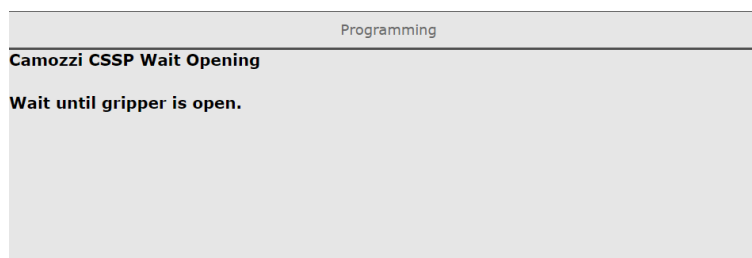 Programming
Camozzi CSSP Wait Opening
Wait until gripper is open.